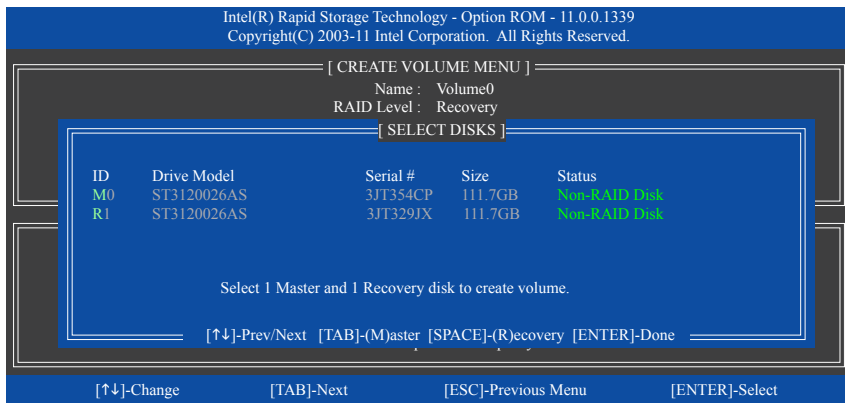 Intel(R) Rapid Storage Technology - Option ROM - 11.0.0.1339
Copyright(C) 2003-11 Intel Corporation. All Rights Reserved.
[ CREATE VOLUME MENU ]
Name : Volume0
RAID Level : Recovery
[ SELECT DISKS ]
ID Drive Model Serial # Size Status
M0 ST3120026AS 3JT354CP 111.7GB Non-RAID Disk
R1 ST3120026AS 3JT329JX 111.7GB Non-RAID Disk
Select 1 Master and 1 Recovery disk to create volume.
[↑↓]-Prev/Next [TAB]-(M)aster [SPACE]-(R)ecovery [ENTER]-Done
[↑↓]-Change [TAB]-Next [ESC]-Previous Menu [ENTER]-Select